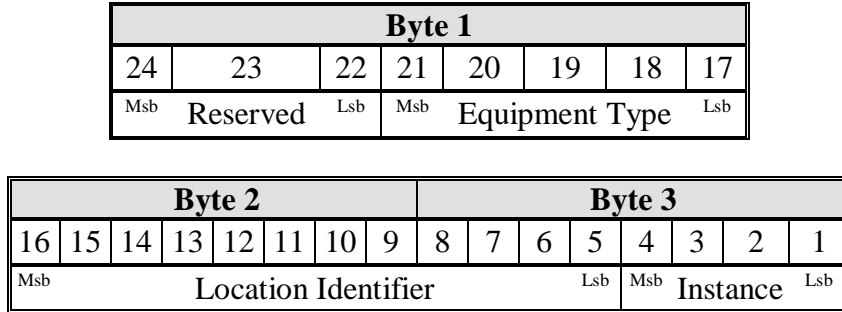 Byte 1
24 23 22 21 20 19 18 17
Msb Reserved Lsb Msb Equipment Type Lsb
Byte 2 Byte 3
16 15 14 13 12 11 10 9 8 7 6 5 4 3 2 1
Msb Location Identifier Lsb Msb Instance Lsb